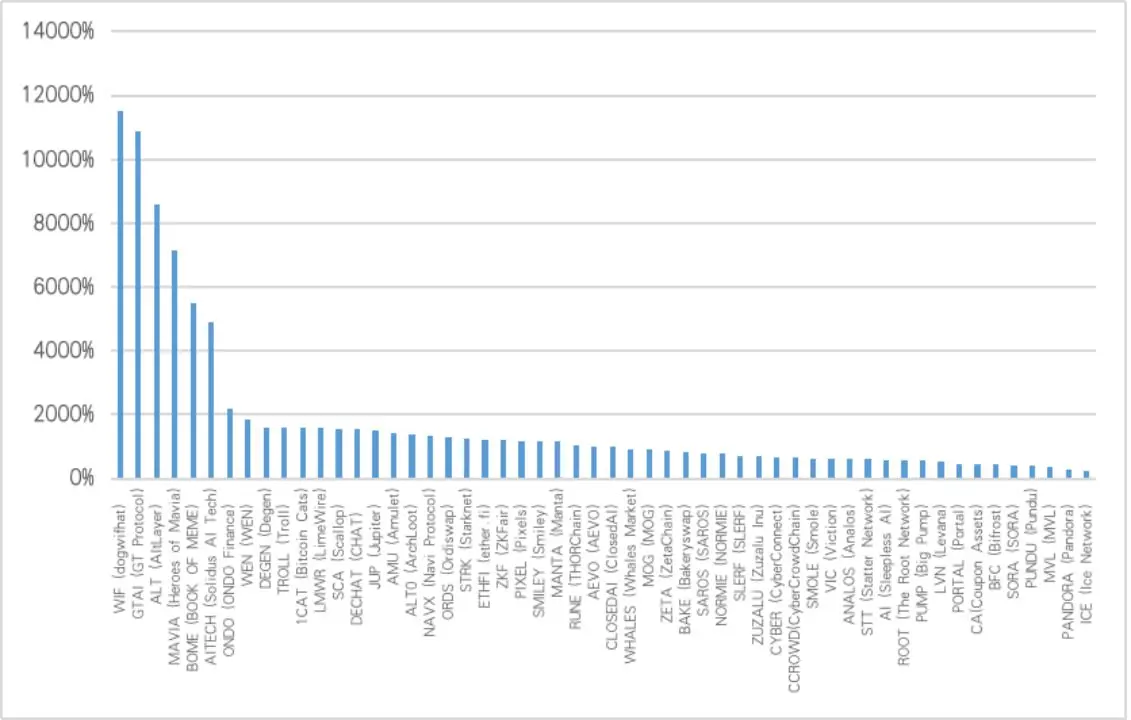 14000%
12000%
10000%
8000%
6000%
4000%
2000%
0%
WIF (dogwifhat)
GTAI (GT Protocol)
ALT (AltLayer)
MAVIA (Heroes of Mavia)
BOME (BOOK OF MEME)
AITECH (Solidus AI Tech)
ONDO (ONDO Finance)
WEN (WEN)
DEGEN (Degen)
TROLL (Troll)
1CAT (Bitcoin Cats)
LMWR (LimeWire)
SCA (Scallop)
DECHAT (CHAT)
JUP (Jupiter)
AMU (Amulet)
ALT0 (ArchLoot)
NAVX (Navi Protocol)
ORDS (Ordiswap)
STRK (Starknet)
ETHFI (ether.fi)
ZKF (ZKFair)
PIXEL (Pixels)
SMILEY (Smiley)
MANTA (Manta)
RUNE (THORChain)
AEVO (AEVO)
CLOSEDAI (ClosedAI)
WHALES (Whales Market)
MOG (MOG)
ZETA (ZetaChain)
BAKE (Bakeryswap)
SAROS (SAROS)
NORMIE (NORMIE)
SLERF (SLERF)
ZUZALU (Zuzalu Inu)
CYBER (CyberConnect)
CCROWD(CyberCrowdChain)
SMOLE (Smole)
VIC (Viction)
ANALOS (Analos)
STT (Statter Network)
AI (Sleepless AI)
ROOT (The Root Network)
PUMP (Big Pump)
LVN (Levana)
PORTAL (Portal)
CA(Coupon Assets)
BFC (Bifrost)
SORA (SORA)
PUNDU (Pundu)
MVL (MVL)
PANDORA (Pandora)
ICE (Ice Network)